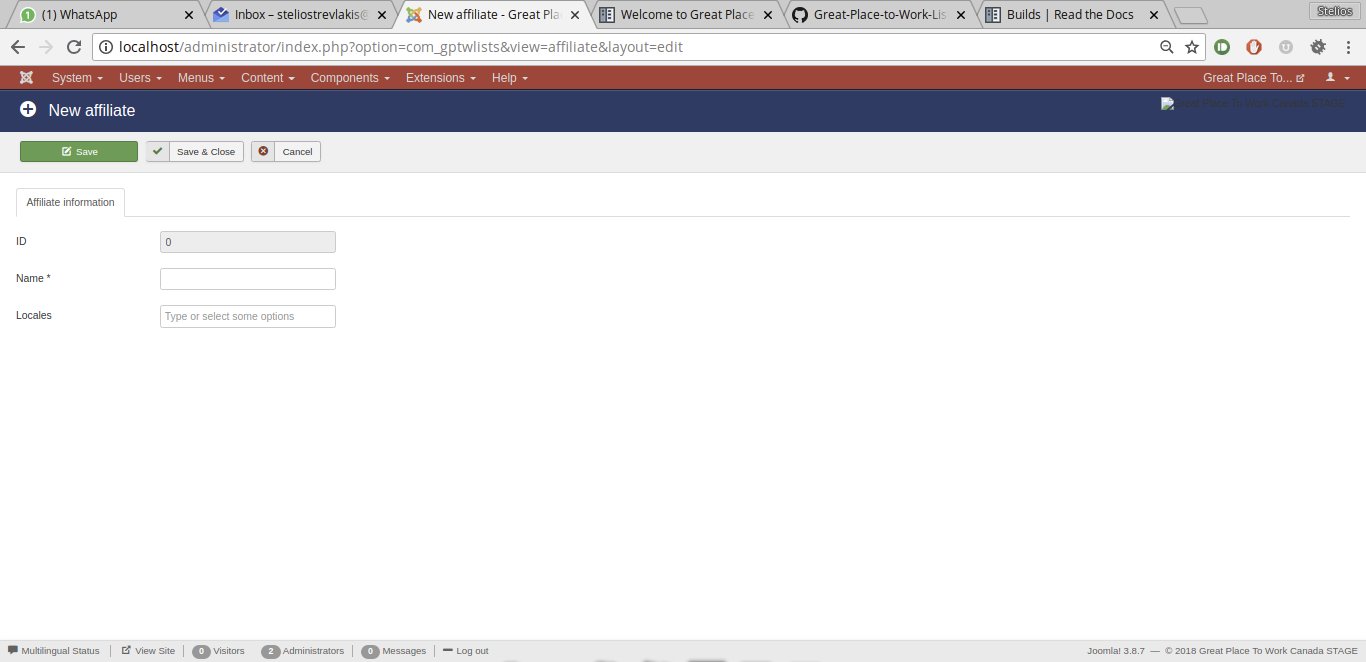 1 (1) WhatsApp Inbox – steliostrevlakis@ New affiliate - Great Pla Welcome to Great Place Great-Place-to-Work-Lis Builds | Read the Docs Stelios
localhost/administrator/index.php?option=com_gptwlists&view=affiliate&layout=edit
System Users Menus Content Components Extensions Help Great Place To...
New affiliate Great Place To Work Canada STAGE
Save Save & Close Cancel
Affiliate information
ID 0
Name *
Locales Type or select some options
Multilingual Status View Site 0 Visitors 2 Administrators 0 Messages Log out Joomla! 3.8.7 — © 2018 Great Place To Work Canada STAGE